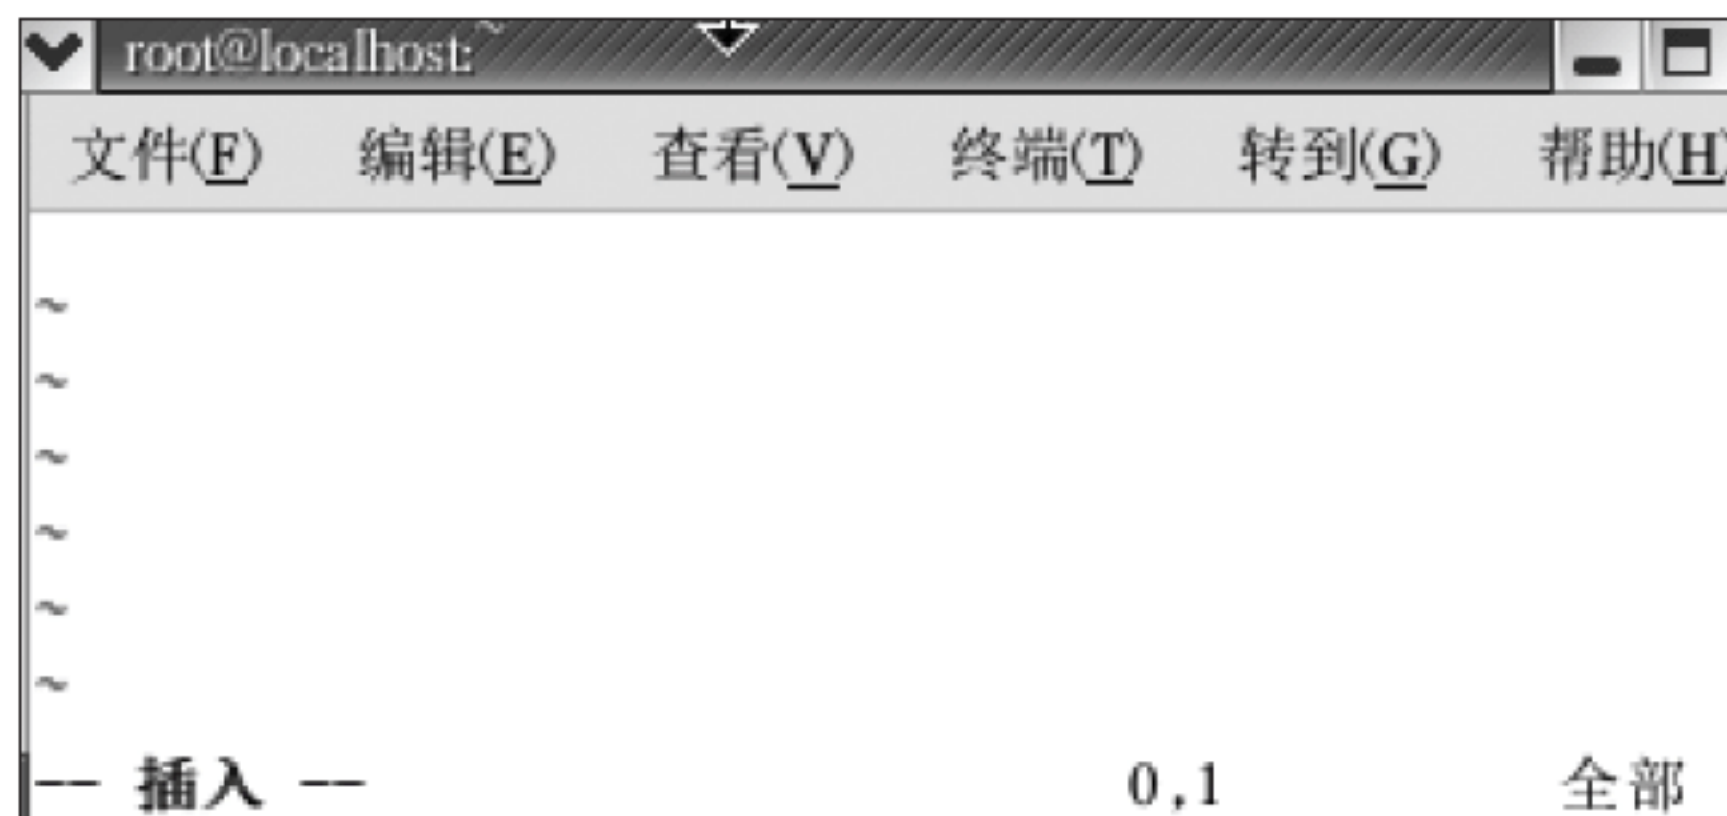 root@localhost:~
文件(F) 编辑(E) 查看(V) 终端(T) 转到(G) 帮助(H)
~
~
~
~
~
~
-- 插入 -- 0,1 全部